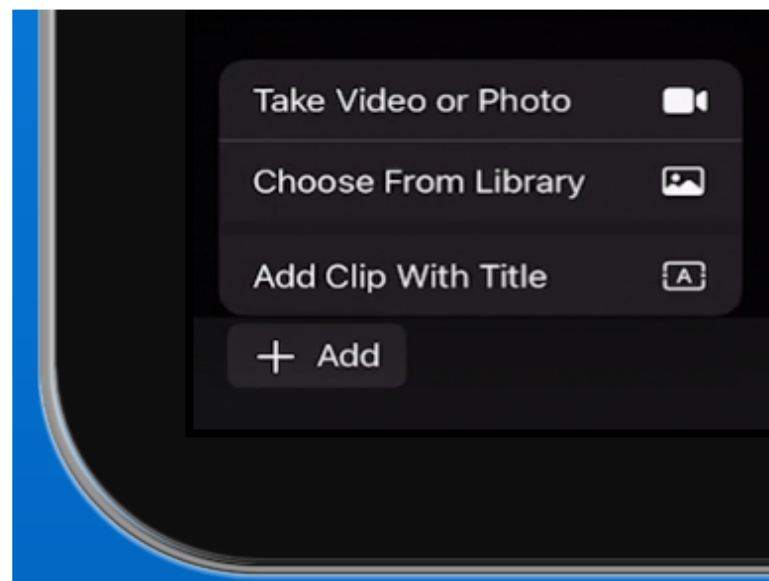 Take Video or Photo
Choose From Library
Add Clip With Title
+ Add